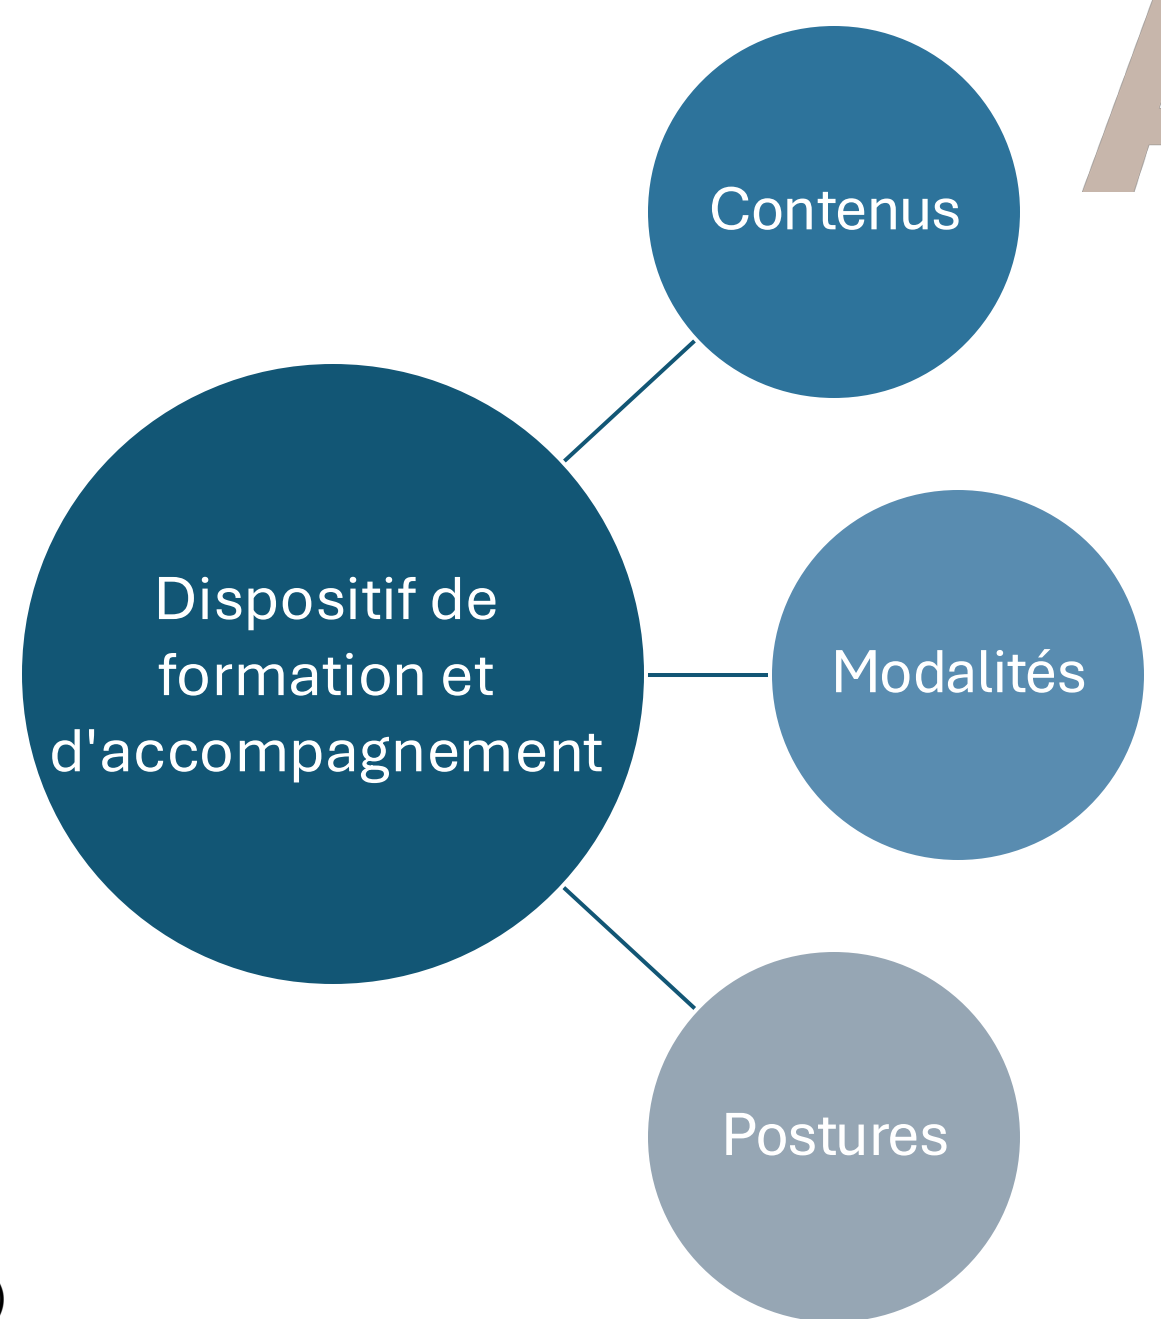 Contenus
Dispositif de
formation et
d'accompagnement
Modalités
Postures
)